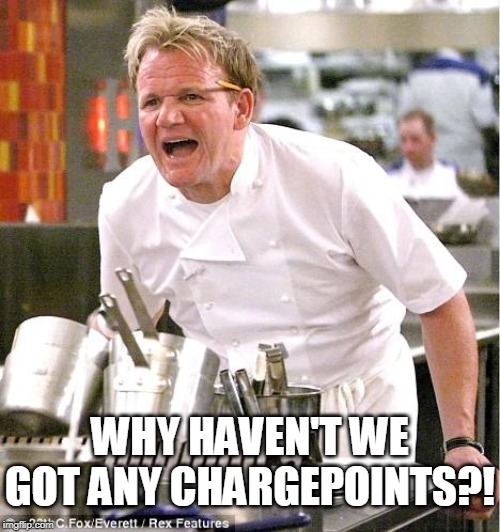 WHY HAVEN'T WE
GOT ANY CHARGEPOINTS?!
imgflip.com
C.Fox/Everett / Rex Features